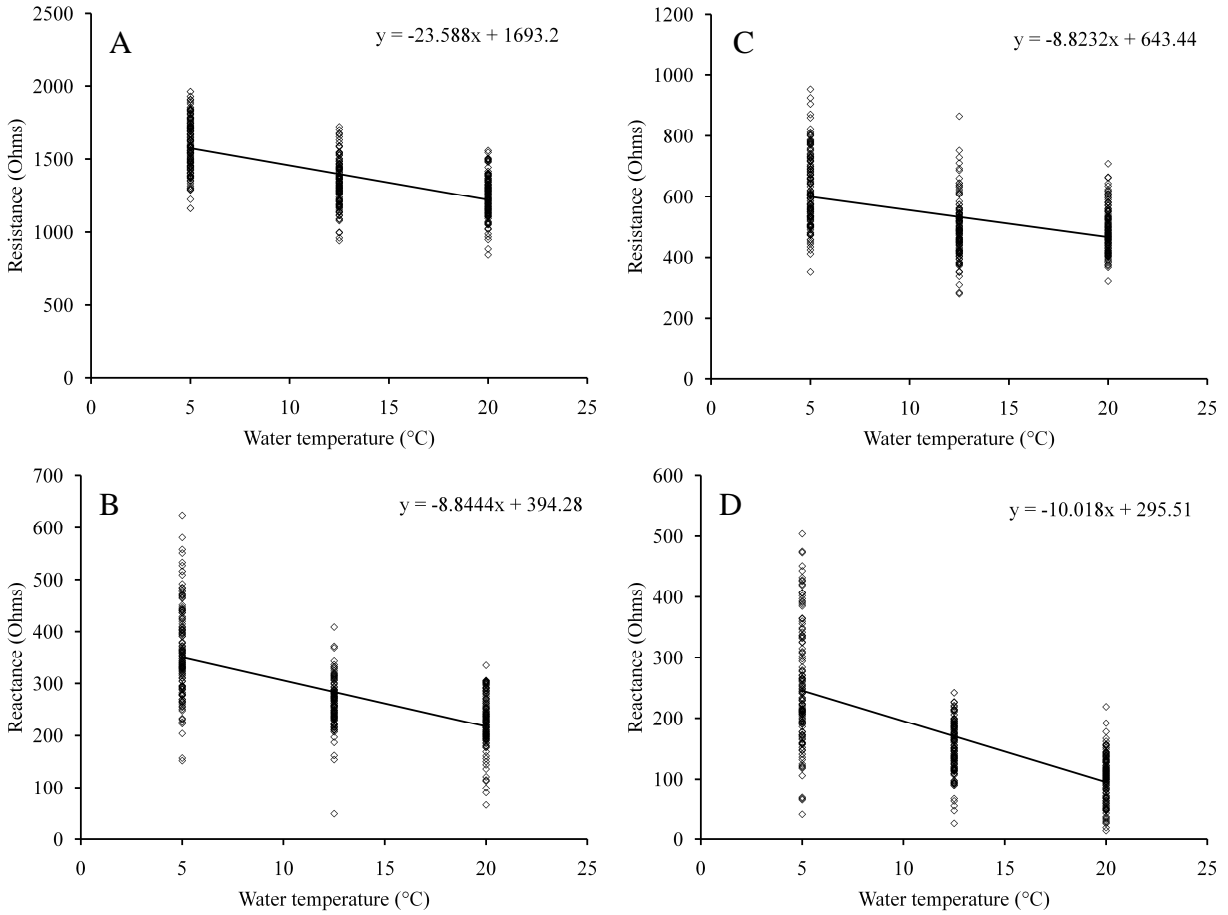 A
y = -23.588x + 1693.2
Resistance (Ohms)
2500
2000
1500
1000
500
0
0 5 10 15 20 25
Water temperature (°C)
C
y = -8.8232x + 643.44
Resistance (Ohms)
1200
1000
800
600
400
200
0
0 5 10 15 20 25
Water temperature (°C)
B
y = -8.8444x + 394.28
Reactance (Ohms)
700
600
500
400
300
200
100
0
0 5 10 15 20 25
Water temperature (°C)
D
y = -10.018x + 295.51
Reactance (Ohms)
600
500
400
300
200
100
0
0 5 10 15 20 25
Water temperature (°C)